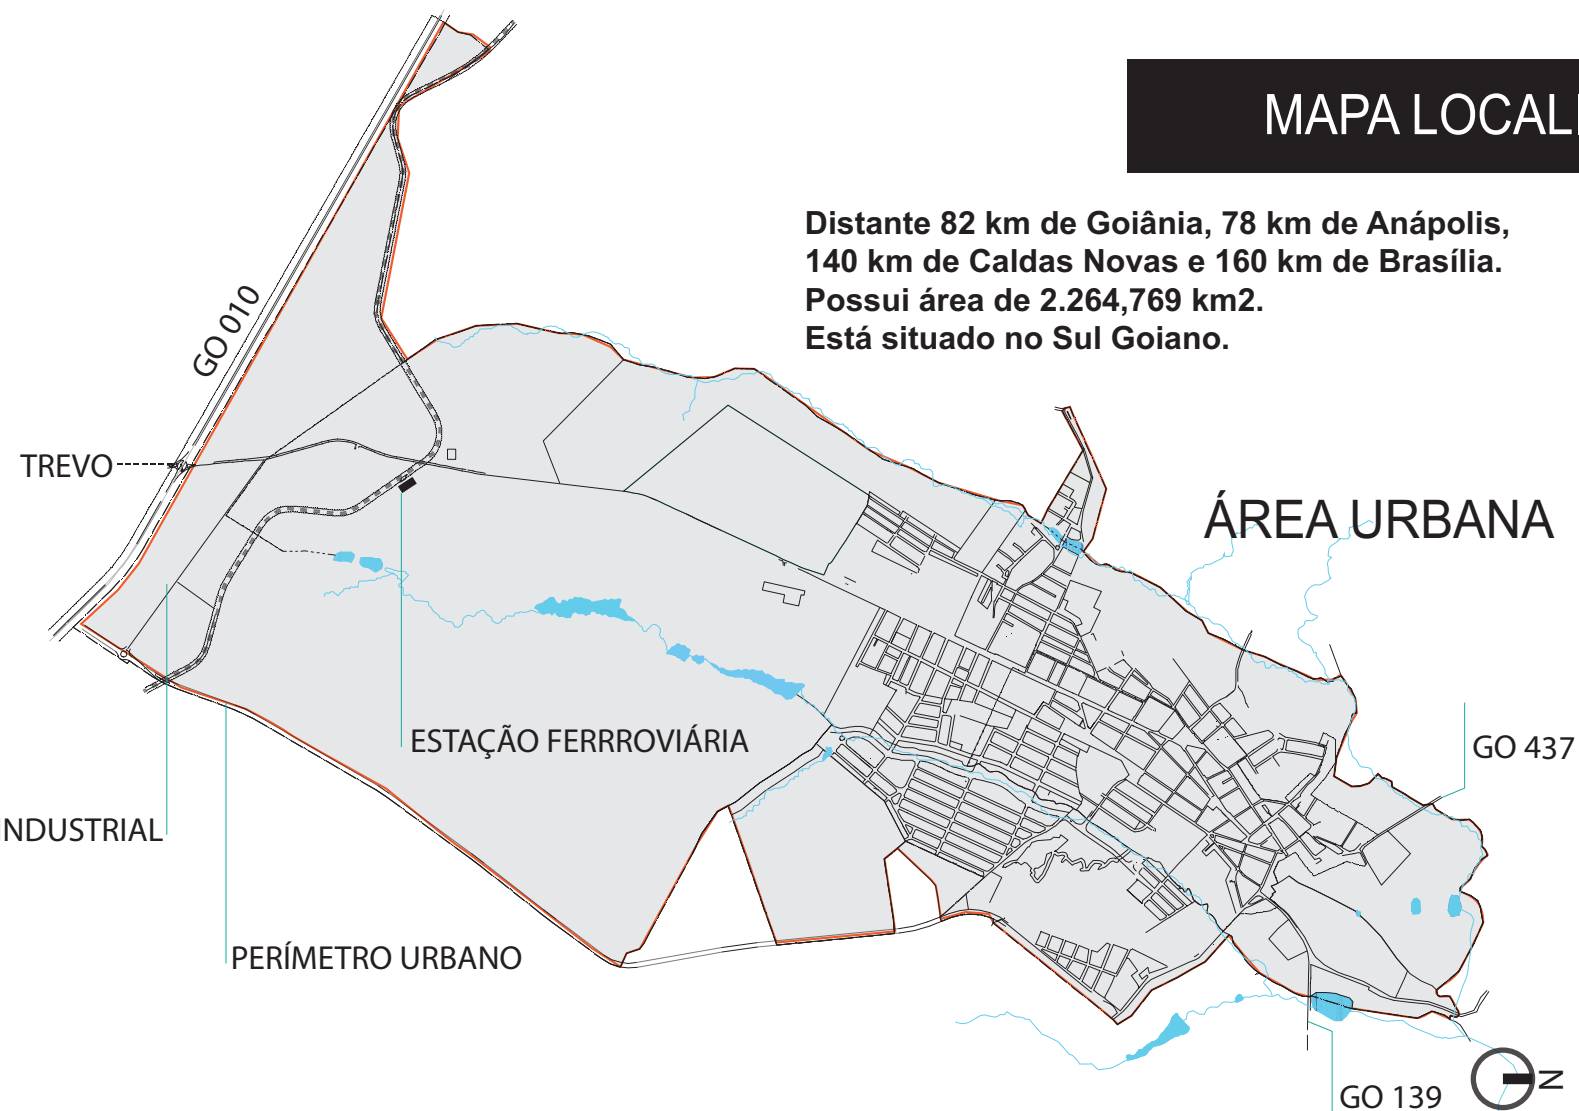 MAPA LOCALI
Distante 82 km de Goiânia, 78 km de Anápolis,
140 km de Caldas Novas e 160 km de Brasília.
Possui área de 2.264,769 km2.
Está situado no Sul Goiano.
GO 010
TREVO
ÁREA URBANA
ESTAÇÃO FERRROVIÁRIA
GO 437
INDUSTRIAL
PERÍMETRO URBANO
GO 139
N